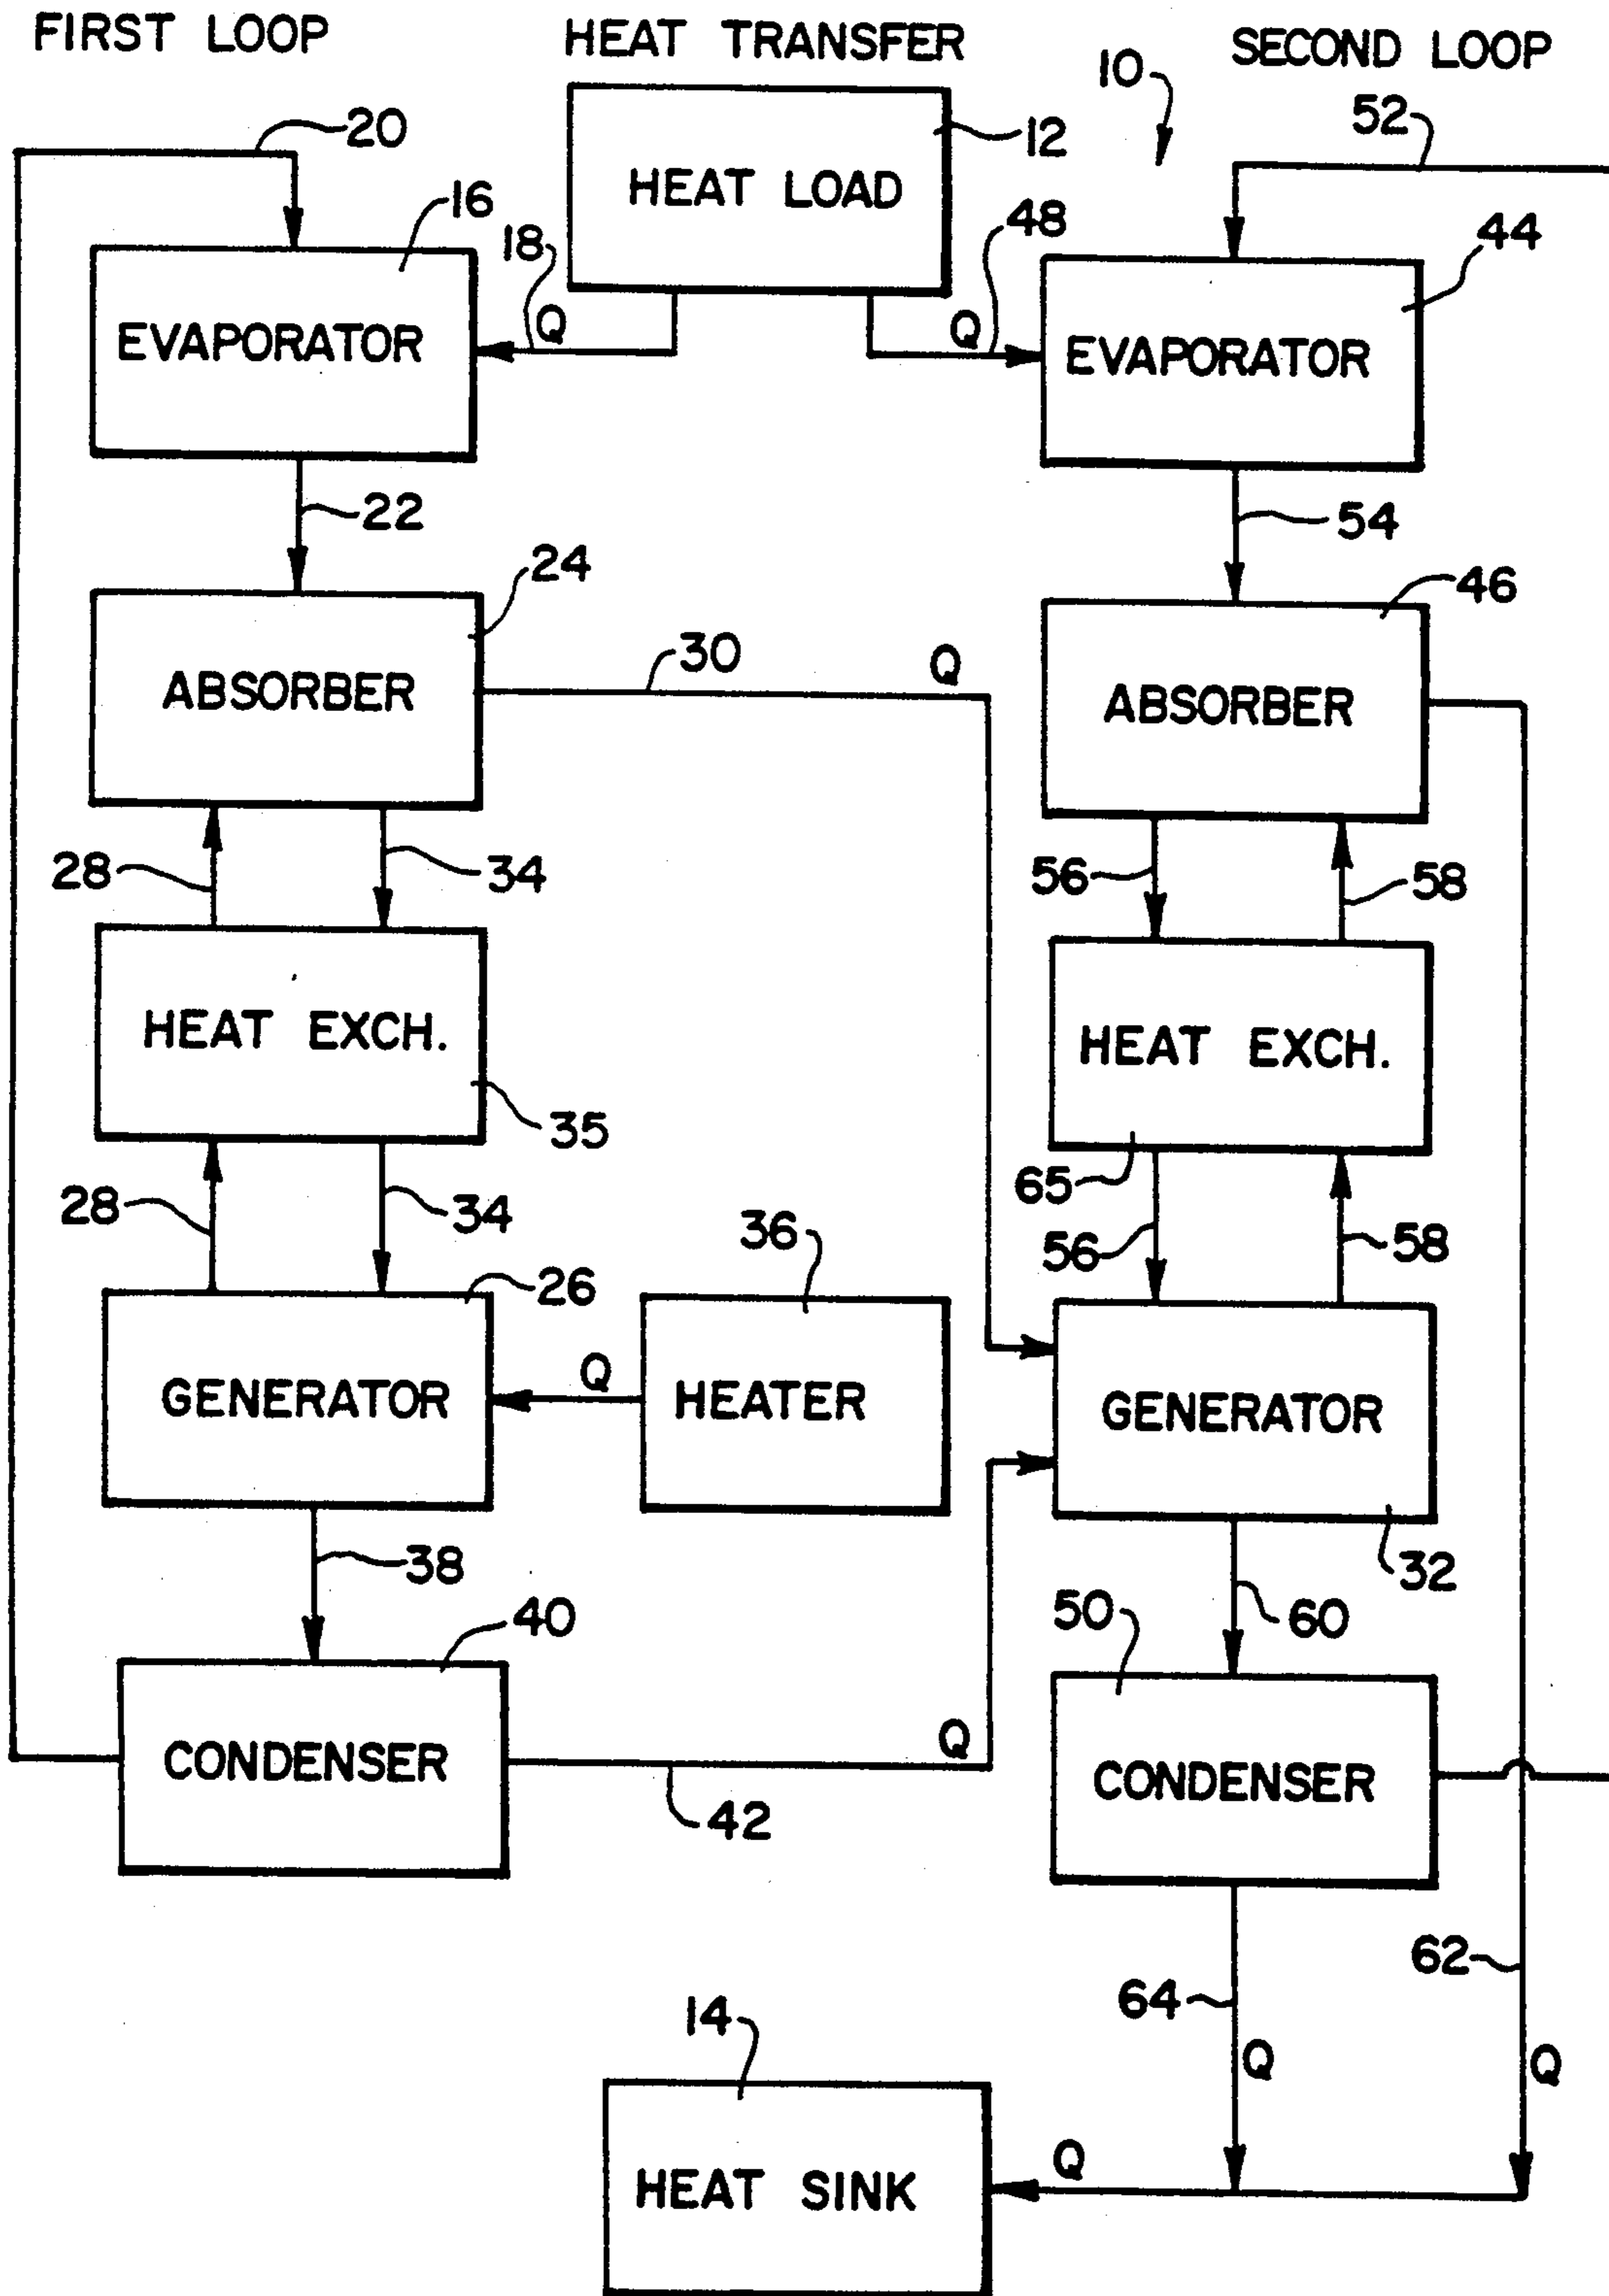 FIRST LOOP
HEAT TRANSFER
SECOND LOOP
10
52
20
12
HEAT LOAD
16
18
48
44
Q
Q
EVAPORATOR
EVAPORATOR
22
54
24
46
30
Q
ABSORBER
ABSORBER
28
34
56
58
HEAT EXCH.
HEAT EXCH.
35
65
28
34
36
56
58
26
Q
GENERATOR
HEATER
GENERATOR
38
32
40
50
60
Q
CONDENSER
CONDENSER
42
62
64
14
Q
Q
Q
HEAT SINK